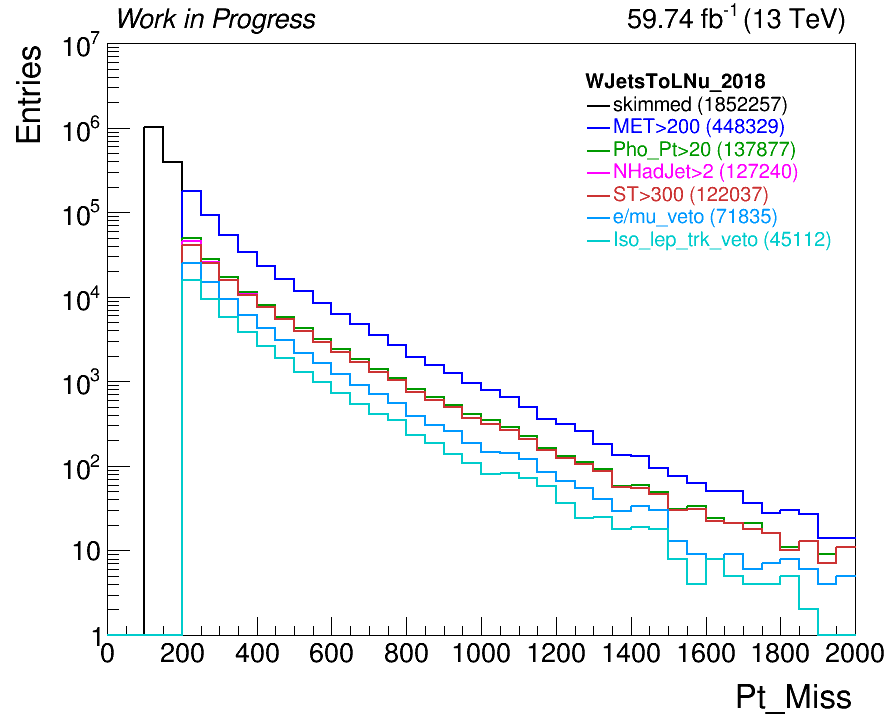 Work in Progress
59.74 fb-1 (13 TeV)
Entries
10^7
10^6
10^5
10^4
10^3
10^2
10
1
WJetsToLNu_2018
skimmed (1852257)
MET>200 (448329)
Pho_Pt>20 (137877)
NHadJet>2 (127240)
ST>300 (122037)
e/mu_veto (71835)
Iso_lep_trk_veto (45112)
0 200 400 600 800 1000 1200 1400 1600 1800 2000
Pt_Miss